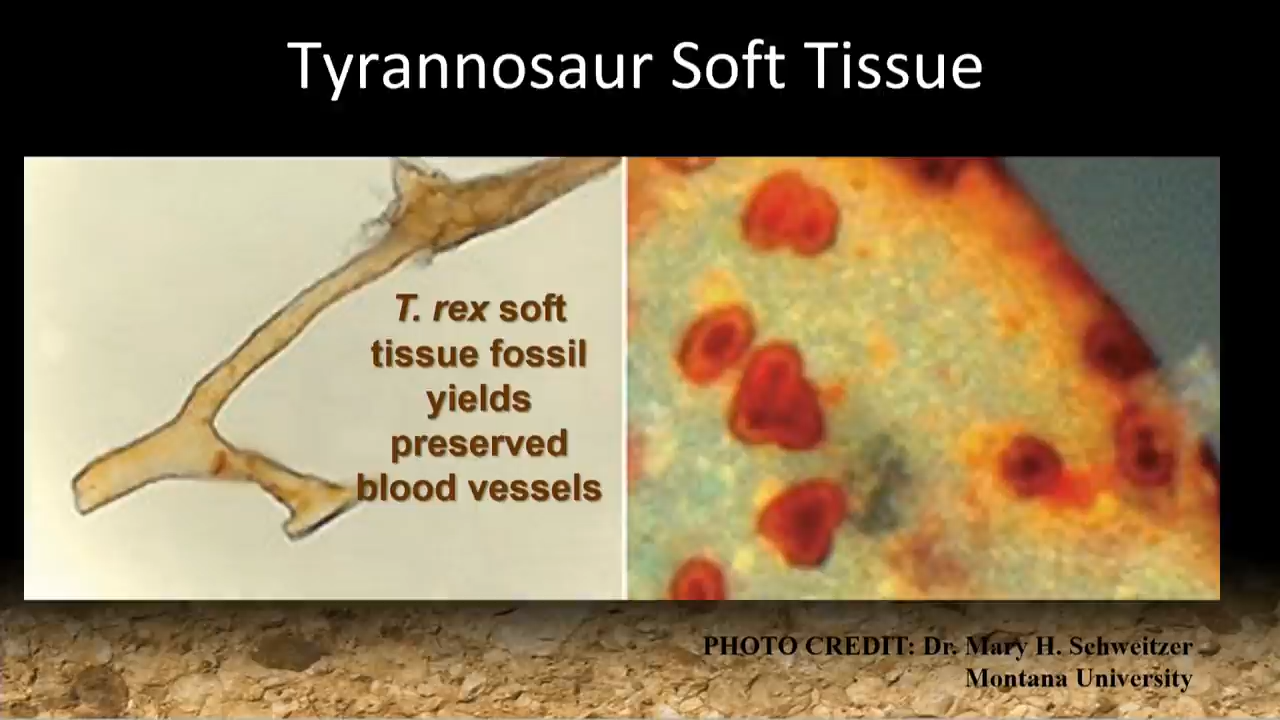 Tyrannosaur Soft Tissue
T. rex soft
tissue fossil
yields
preserved
blood vessels
PHOTO CREDIT: Dr. Mary H. Schweitzer
Montana University